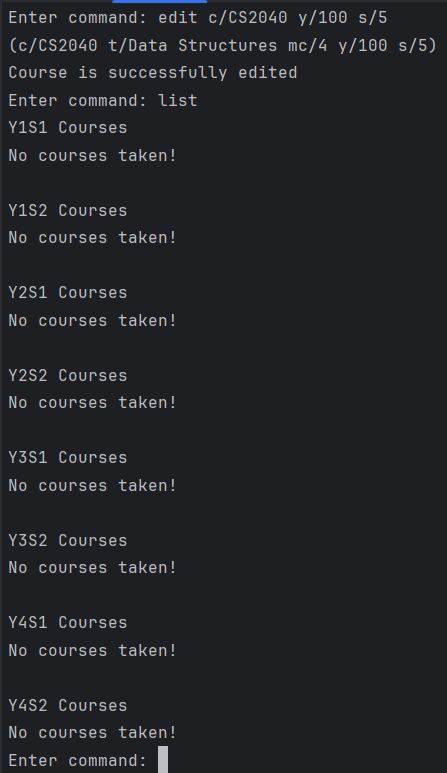 Enter command: edit c/CS2040 y/100 s/5
(c/CS2040 t/Data Structures mc/4 y/100 s/5)
Course is successfully edited
Enter command: list
Y1S1 Courses
No courses taken!
Y1S2 Courses
No courses taken!
Y2S1 Courses
No courses taken!
Y2S2 Courses
No courses taken!
Y3S1 Courses
No courses taken!
Y3S2 Courses
No courses taken!
Y4S1 Courses
No courses taken!
Y4S2 Courses
No courses taken!
Enter command: